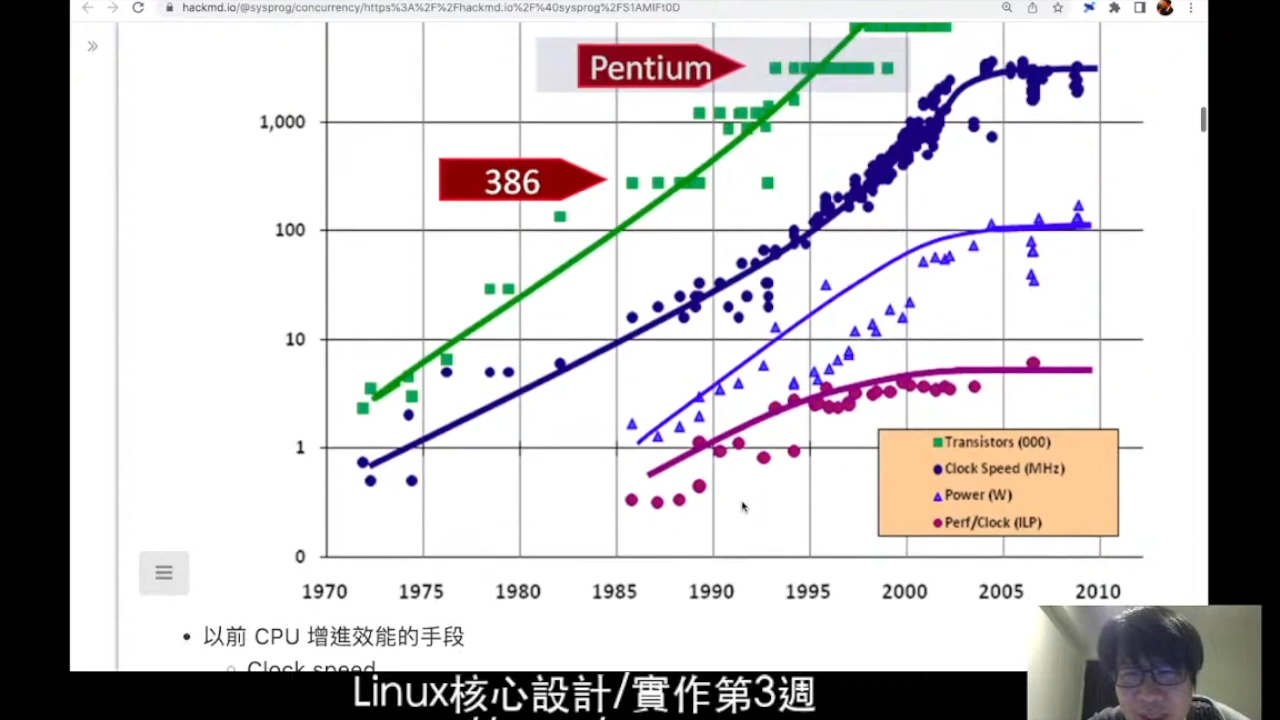 hackmd.io/@sysprog/concurrency/https%3A%2F%2Fhackmd.io%2F%40sysprog%2FS1AMIFt0D
Pentium
1,000
386
100
10
1
0
Transistors (000)
Clock Speed (MHz)
Power (W)
Perf/Clock (ILP)
1970 1975 1980 1985 1990 1995 2000 2005 2010
以前 CPU 增進效能的手段
Clock speed
Linux核心設計/實作第3週